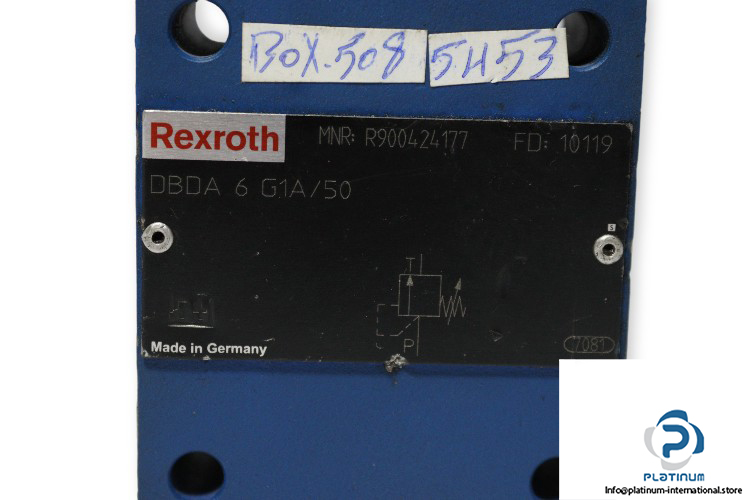 BOX.508 5H53
Rexroth MNR: R900424177 FD: 10119
DBDA 6 G1A/50
S
T
P
Made in Germany 7081
PLATINUM
Info@platinum-international.store